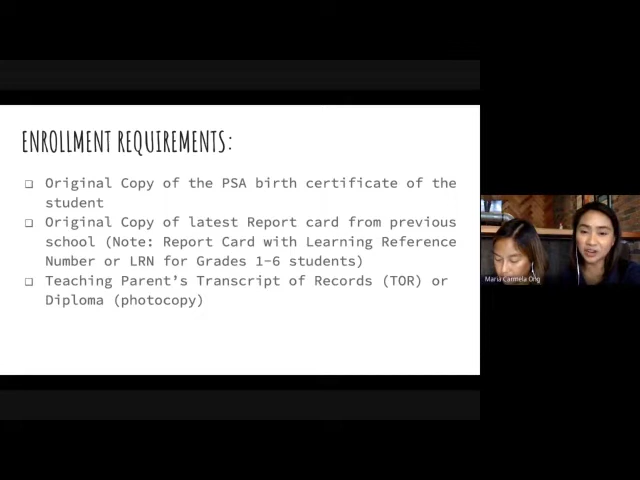 ENROLLMENT REQUIREMENTS:
Original Copy of the PSA birth certificate of the
student
Original Copy of latest Report card from previous
school (Note: Report Card with Learning Reference
Number or LRN for Grades 1-6 students)
Teaching Parent's Transcript of Records (TOR) or
Diploma (photocopy)
Maria Carmela Ong